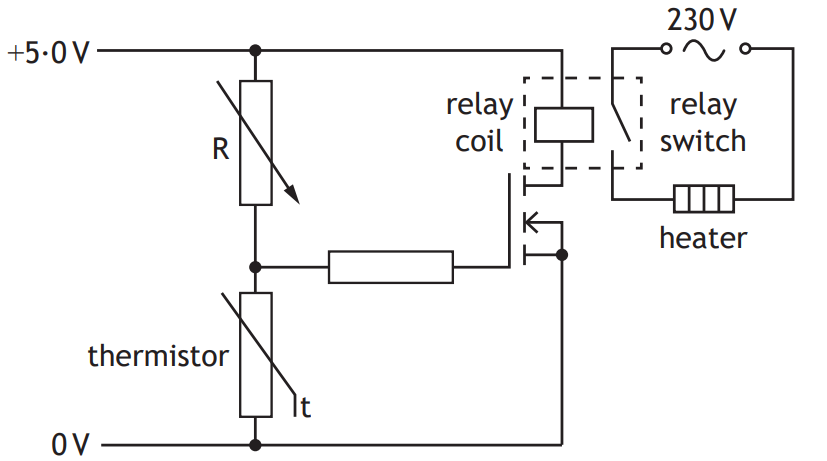 230 V
+5·0 V
relay
coil
relay
switch
R
heater
thermistor
t
0 V